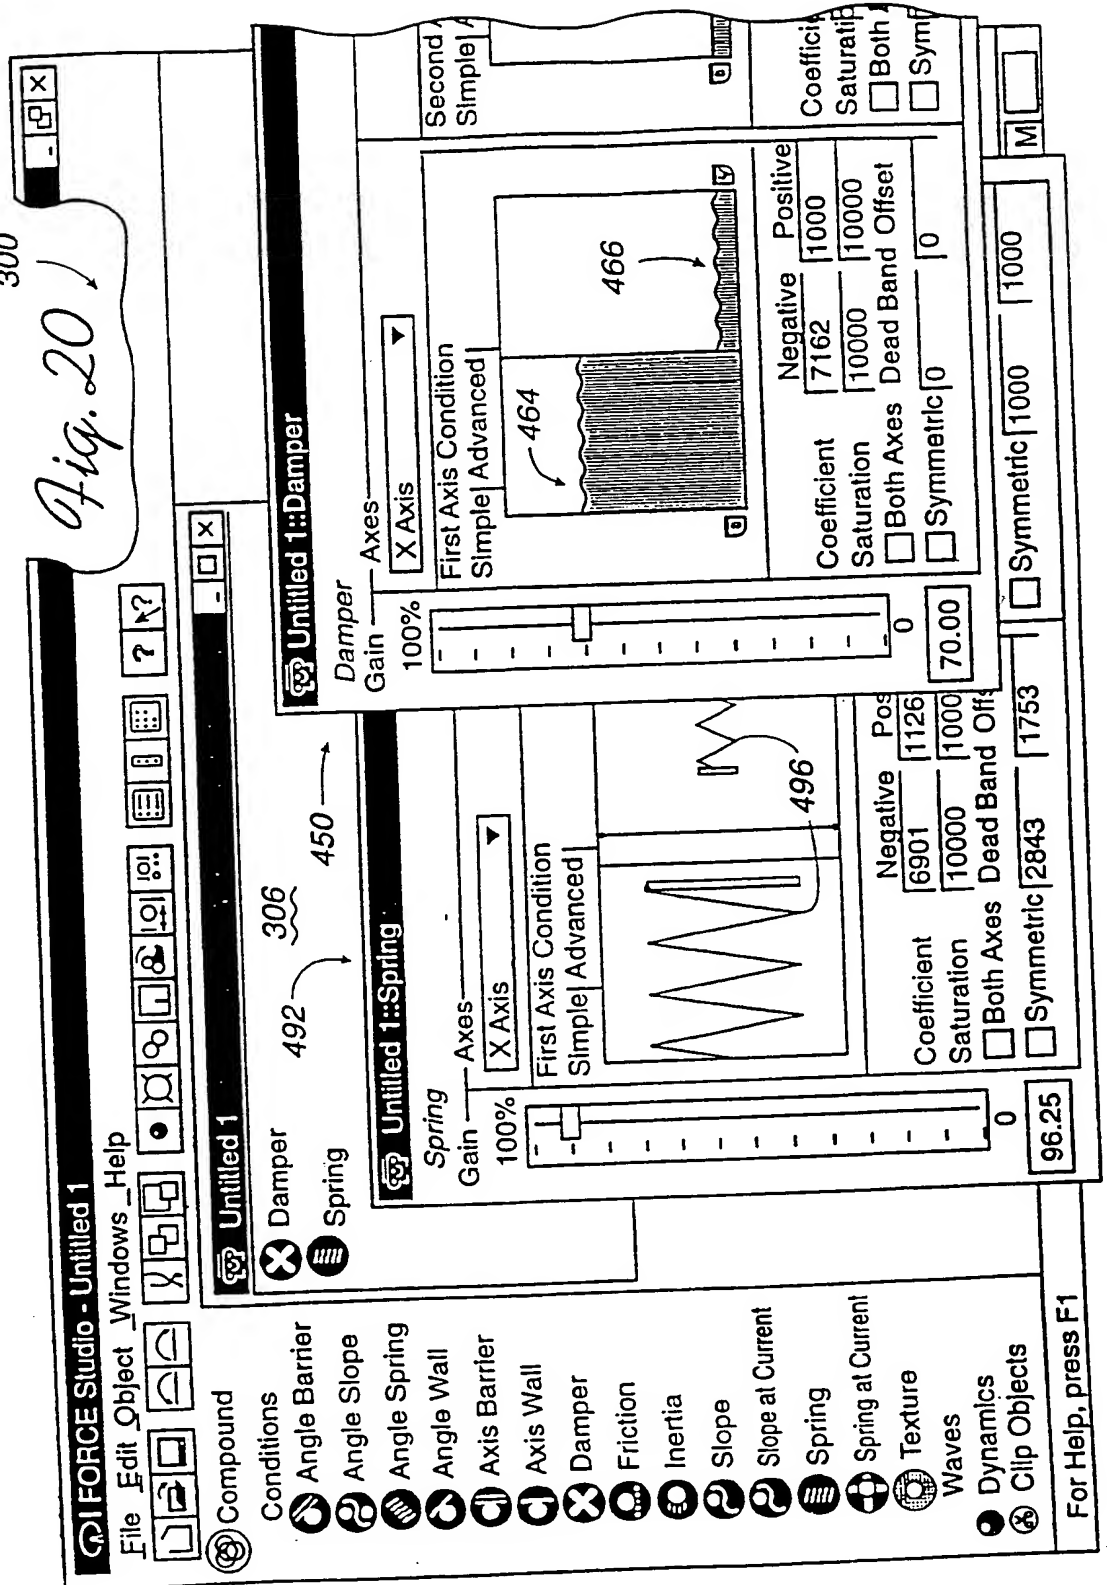 Fig. 20
300
I FORCE Studio - Untitled 1
File Edit Object Windows Help
Compound
Conditions
Angle Barrier
Angle Slope
Angle Spring
Angle Wall
Axis Barrier
Axis Wall
Damper
Friction
Inertia
Slope
Slope at Current
Spring
Spring at Current
Texture
Waves
Dynamics
Clip Objects
For Help, press F1
M
Untitled 1
Damper
Spring
306
492
450
Untitled 1::Spring
Spring
Gain
100%
0
96.25
Axes
X Axis
First Axis Condition
Simple Advanced
496
Negative Pos
Coefficient 6901 1126
Saturation 10000 1000
Both Axes Dead Band Offs
Symmetric 2843 1753
Symmetric 1000 1000
Untitled 1::Damper
Damper
Gain
100%
0
70.00
Axes
X Axis
First Axis Condition
Simple Advanced
464
466
Negative Positive
Coefficient 7162 1000
Saturation 10000 10000
Both Axes Dead Band Offset
Symmetric 0 0
Second
Simple
Both